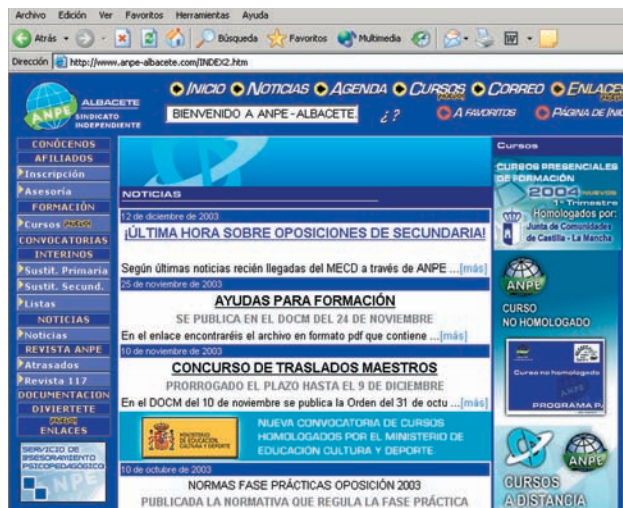 Archivo Edición Ver Favoritos Herramientas Ayuda
Atrás Búsqueda Favoritos Multimedia
Dirección http://www.anpe-albacete.com/INDEX2.htm
INICIO NOTICIAS AGENDA CURSOS CORREO ENLACES
ANPE
ALBACETE
SINDICATO
INDEPENDIENTE
BIENVENIDO A ANPE-ALBACETE. ¿? A FAVORITOS PÁGINA DE INI
CONÓCENOS
AFILIADOS
Inscripción
Asesoría
FORMACIÓN
Cursos
CONVOCATORIAS
INTERINOS
Sustit. Primaria
Sustit. Secund.
Listas
NOTICIAS
Noticias
REVISTA ANPE
Atrasados
Revista 117
DOCUMENTACION
DIVIERTETE
ENLACES
SERVICIO DE
ASESORAMIENTO
PSICOPEDAGÓGICO
NOTICIAS
12 de diciembre de 2003
¡ÚLTIMA HORA SOBRE OPOSICIONES DE SECUNDARIA!
Según últimas noticias recién llegadas del MECD a través de ANPE ...[más]
25 de noviembre de 2003
AYUDAS PARA FORMACIÓN
SE PUBLICA EN EL DOCM DEL 24 DE NOVIEMBRE
En el enlace encontraréis el archivo en formato pdf que contiene ...[más]
10 de noviembre de 2003
CONCURSO DE TRASLADOS MAESTROS
PRORROGADO EL PLAZO HASTA EL 9 DE DICIEMBRE
En el DOCM del 10 de noviembre se publica la Orden del 31 de octu ...[más]
MINISTERIO
DE EDUCACIÓN,
CULTURA Y DEPORTE
NUEVA CONVOCATORIA DE CURSOS
HOMOLOGADOS POR EL MINISTERIO DE
EDUCACIÓN CULTURA Y DEPORTE
10 de octubre de 2003
NORMAS FASE PRÁCTICAS OPOSICIÓN 2003
PUBLICADA LA NORMATIVA QUE REGULA LA FASE PRÁCTICA
Cursos
CURSOS PRESENCIALES
DE FORMACIÓN
2004 NUEVOS
1er Trimestre
Homologados por:
Junta de Comunidades
de Castilla - La Mancha
ANPE
CURSO
NO HOMOLOGADO
Curso no homologado
ANPE
PROGRAMA P
ANPE
CURSOS
A DISTANCIA